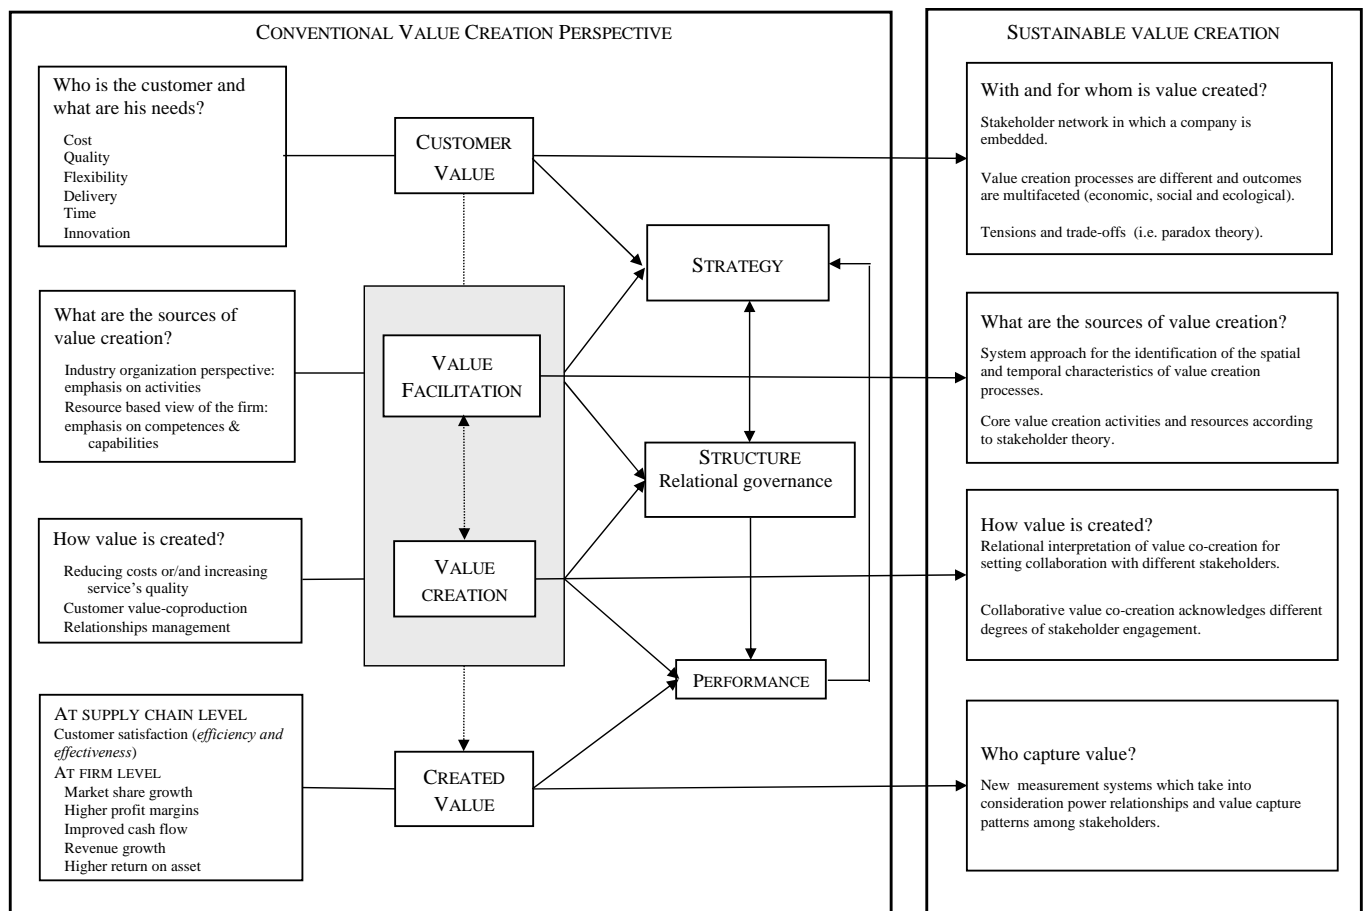 CONVENTIONAL VALUE CREATION PERSPECTIVE
Who is the customer and
what are his needs?
Cost
Quality
Flexibility
Delivery
Time
Innovation
What are the sources of
value creation?
Industry organization perspective:
emphasis on activities
Resource based view of the firm:
emphasis on competences &
capabilities
How value is created?
Reducing costs or/and increasing
service's quality
Customer value-coproduction
Relationships management
AT SUPPLY CHAIN LEVEL
Customer satisfaction (efficiency and
effectiveness)
AT FIRM LEVEL
Market share growth
Higher profit margins
Improved cash flow
Revenue growth
Higher return on asset
CUSTOMER
VALUE
VALUE
FACILITATION
VALUE
CREATION
CREATED
VALUE
STRATEGY
STRUCTURE
Relational governance
PERFORMANCE
SUSTAINABLE VALUE CREATION
With and for whom is value created?
Stakeholder network in which a company is
embedded.
Value creation processes are different and outcomes
are multifaceted (economic, social and ecological).
Tensions and trade-offs (i.e. paradox theory).
What are the sources of value creation?
System approach for the identification of the spatial
and temporal characteristics of value creation
processes.
Core value creation activities and resources according
to stakeholder theory.
How value is created?
Relational interpretation of value co-creation for
setting collaboration with different stakeholders.
Collaborative value co-creation acknowledges different
degrees of stakeholder engagement.
Who capture value?
New measurement systems which take into
consideration power relationships and value capture
patterns among stakeholders.